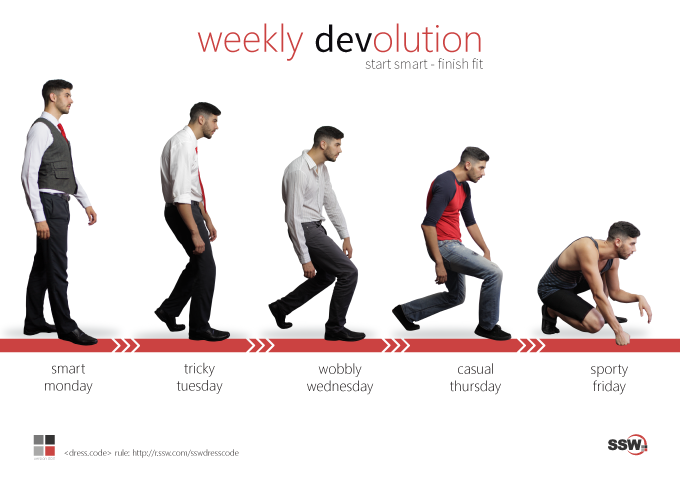 weekly devolution
start smart - finish fit
smart
monday
tricky
tuesday
wobbly
wednesday
casual
thursday
sporty
friday
<dress.code> rule: http://r.ssw.com/sswdresscode
SSW